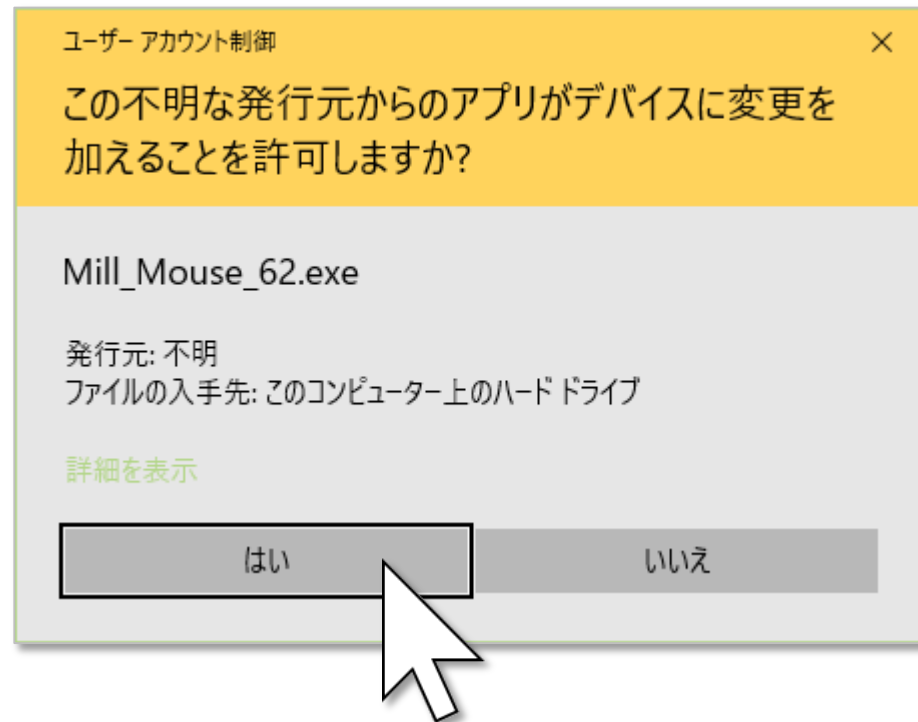 ユーザー アカウント制御
この不明な発行元からのアプリがデバイスに変更を
加えることを許可しますか?
Mill_Mouse_62.exe
発行元: 不明
ファイルの入手先: このコンピューター上のハード ドライブ
詳細を表示
はい
いいえ